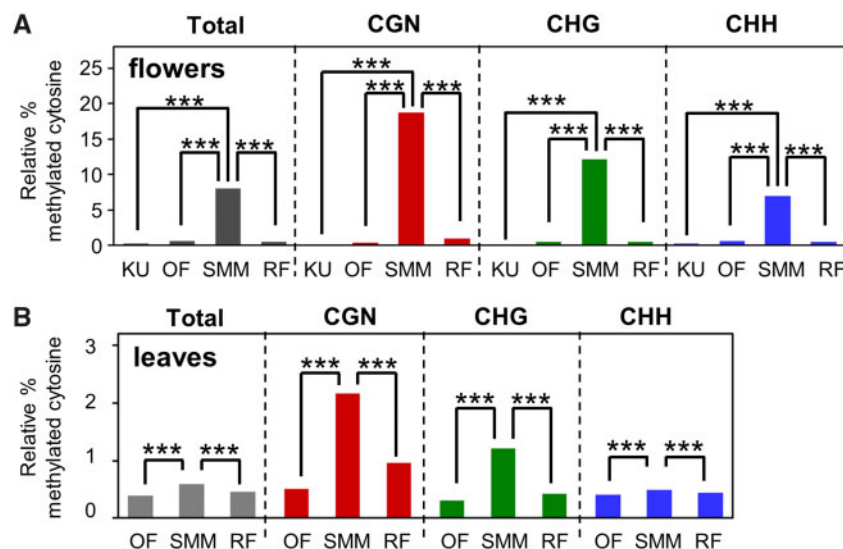 A
Total CGN CHG CHH
flowers
Relative %
methylated cytosine
25
20
15
10
5
0
*** *** *** ***
*** *** *** *** *** *** *** ***
KU OF SMM RF KU OF SMM RF KU OF SMM RF KU OF SMM RF
B
Total CGN CHG CHH
leaves
Relative %
methylated cytosine
3
2
1
0
*** *** *** *** *** *** *** ***
OF SMM RF OF SMM RF OF SMM RF OF SMM RF